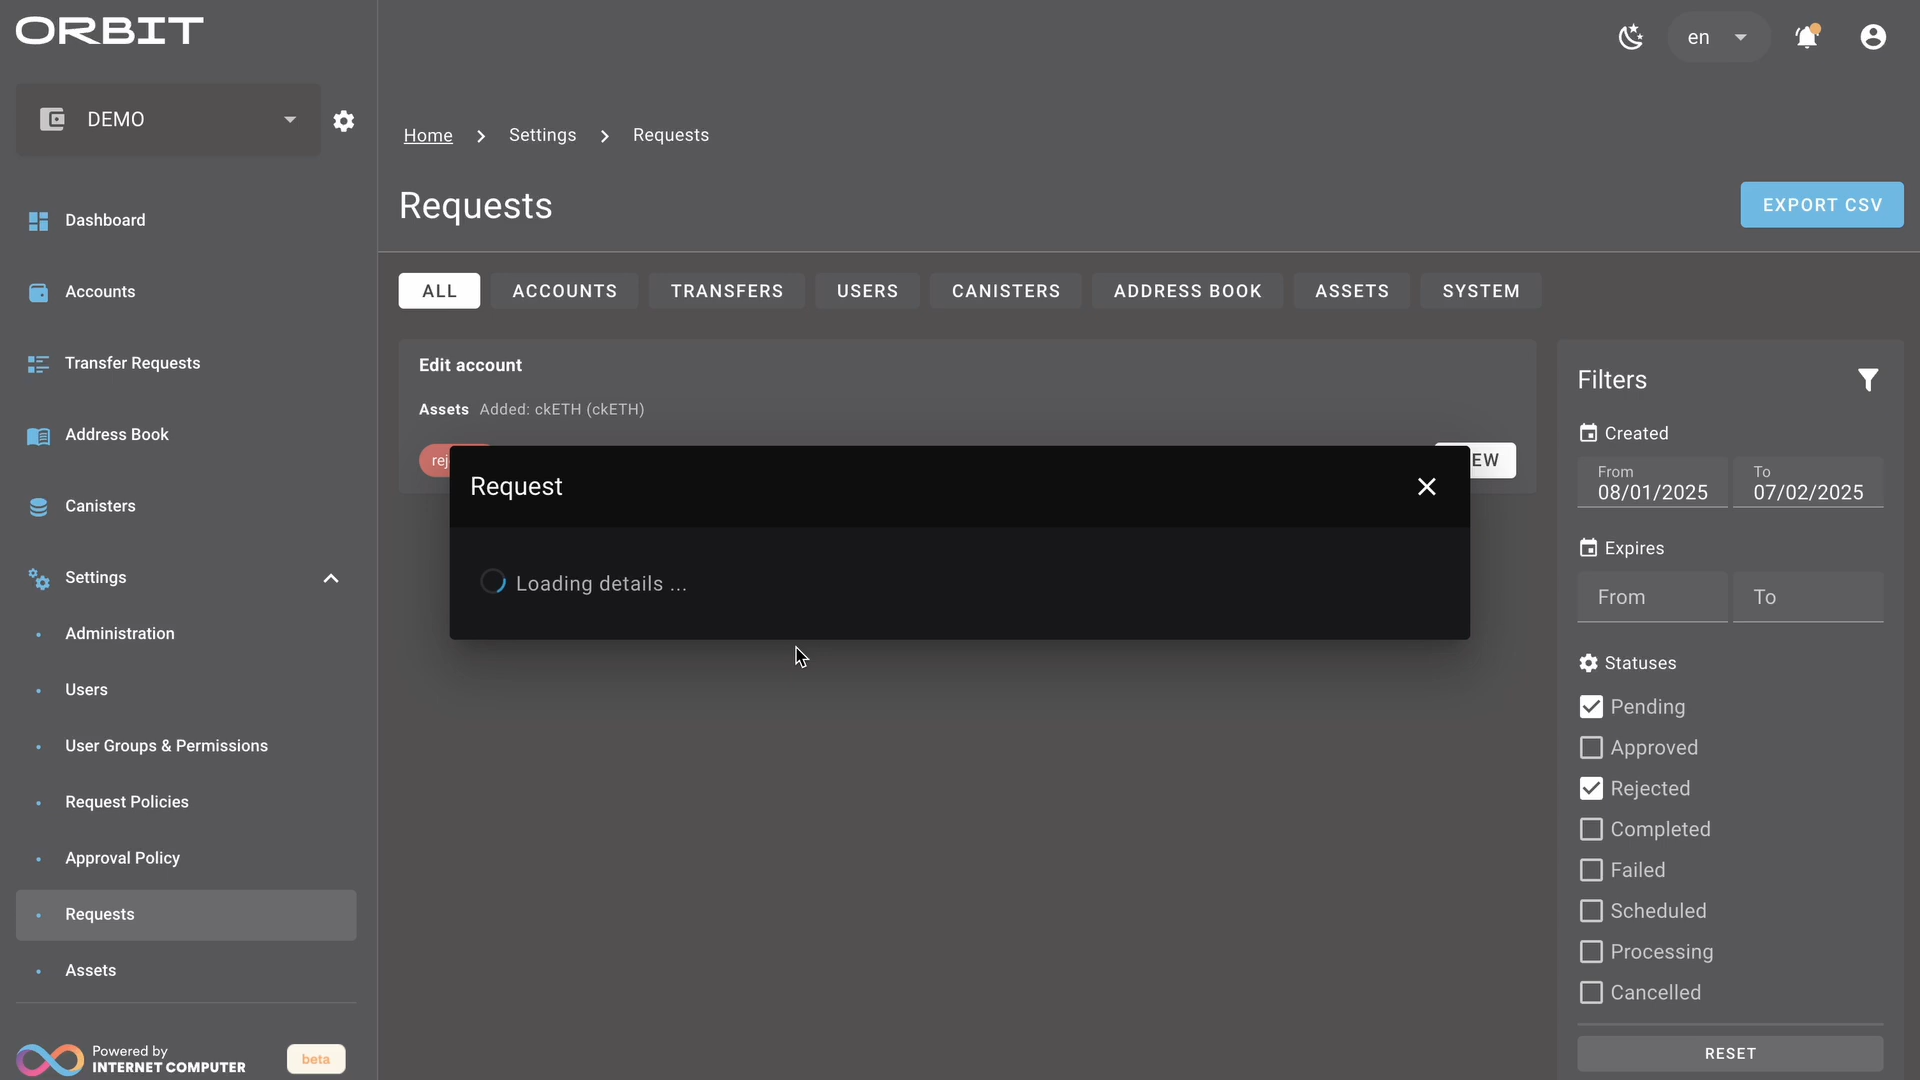 ORBIT
en
DEMO
Home
Settings
Requests
Requests
EXPORT CSV
Dashboard
Accounts
Transfer Requests
Address Book
Canisters
Settings
Administration
Users
User Groups & Permissions
Request Policies
Approval Policy
Requests
Assets
Powered by
INTERNET COMPUTER
beta
ALL ACCOUNTS TRANSFERS USERS CANISTERS ADDRESS BOOK ASSETS SYSTEM
Edit account
Assets Added: ckETH (ckETH)
rej
EW
Request
Loading details ...
Filters
Created
From
08/01/2025
To
07/02/2025
Expires
From
To
Statuses
Pending
Approved
Rejected
Completed
Failed
Scheduled
Processing
Cancelled
RESET